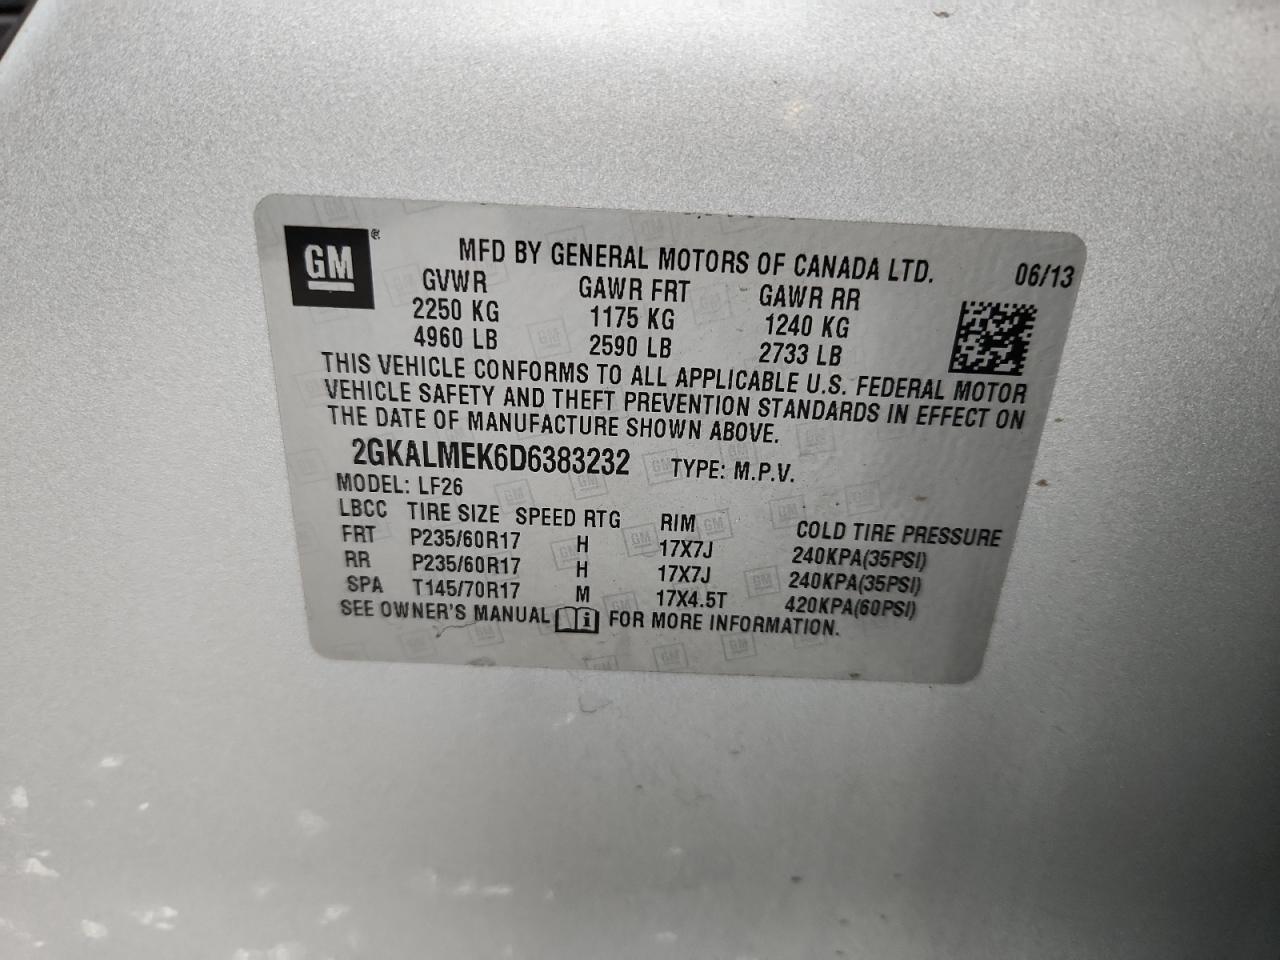 GM®
MFD BY GENERAL MOTORS OF CANADA LTD. 06/13
GVWR GAWR FRT GAWR RR
2250 KG 1175 KG 1240 KG
4960 LB 2590 LB 2733 LB
THIS VEHICLE CONFORMS TO ALL APPLICABLE U.S. FEDERAL MOTOR
VEHICLE SAFETY AND THEFT PREVENTION STANDARDS IN EFFECT ON
THE DATE OF MANUFACTURE SHOWN ABOVE.
2GKALMEK6D6383232 TYPE: M.P.V.
MODEL: LF26
LBCC TIRE SIZE SPEED RTG RIM COLD TIRE PRESSURE
FRT P235/60R17 H 17X7J 240KPA(35PSI)
RR P235/60R17 H 17X7J 240KPA(35PSI)
SPA T145/70R17 M 17X4.5T 420KPA(60PSI)
SEE OWNER'S MANUAL i FOR MORE INFORMATION.